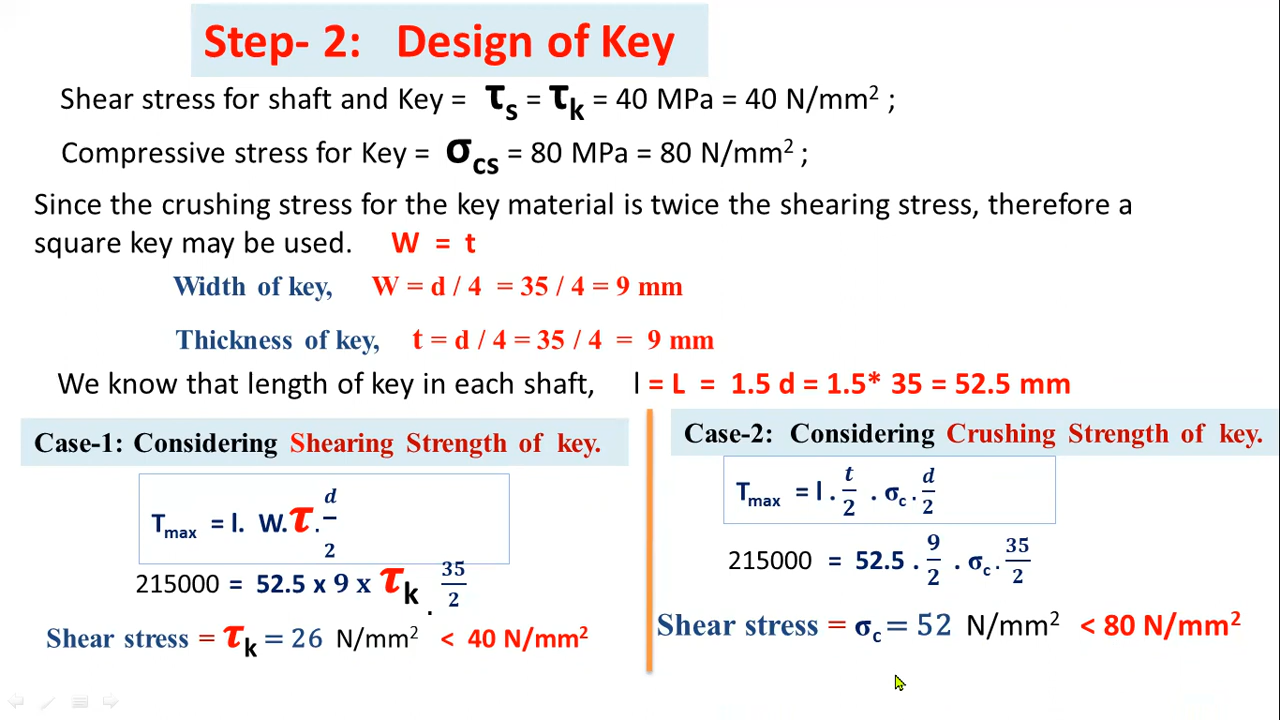 Step- 2: Design of Key
Shear stress for shaft and Key = τs = τk = 40 MPa = 40 N/mm² ;
Compressive stress for Key = σcs = 80 MPa = 80 N/mm² ;
Since the crushing stress for the key material is twice the shearing stress, therefore a
square key may be used. W = t
Width of key, W = d / 4 = 35 / 4 = 9 mm
Thickness of key, t = d / 4 = 35 / 4 = 9 mm
We know that length of key in each shaft, l = L = 1.5 d = 1.5* 35 = 52.5 mm
Case-1: Considering Shearing Strength of key.
Tmax = l. W.τ. d/2
215000 = 52.5 x 9 x τk . 35/2
Shear stress = τk = 26 N/mm² < 40 N/mm²
Case-2: Considering Crushing Strength of key.
Tmax = l . t/2 . σc . d/2
215000 = 52.5 . 9/2 . σc . 35/2
Shear stress = σc = 52 N/mm² < 80 N/mm²